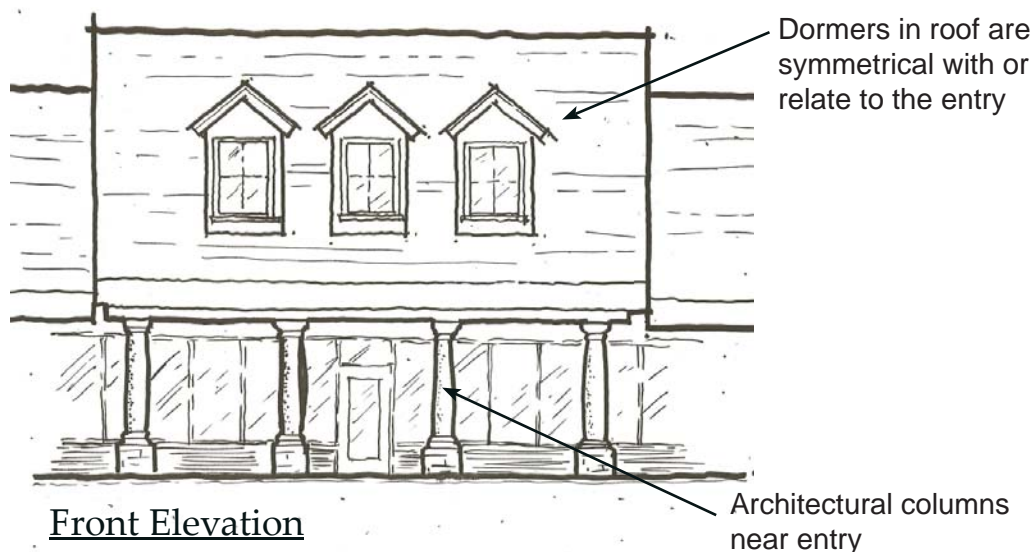 Dormers in roof are
symmetrical with or
relate to the entry
Front Elevation
Architectural columns
near entry